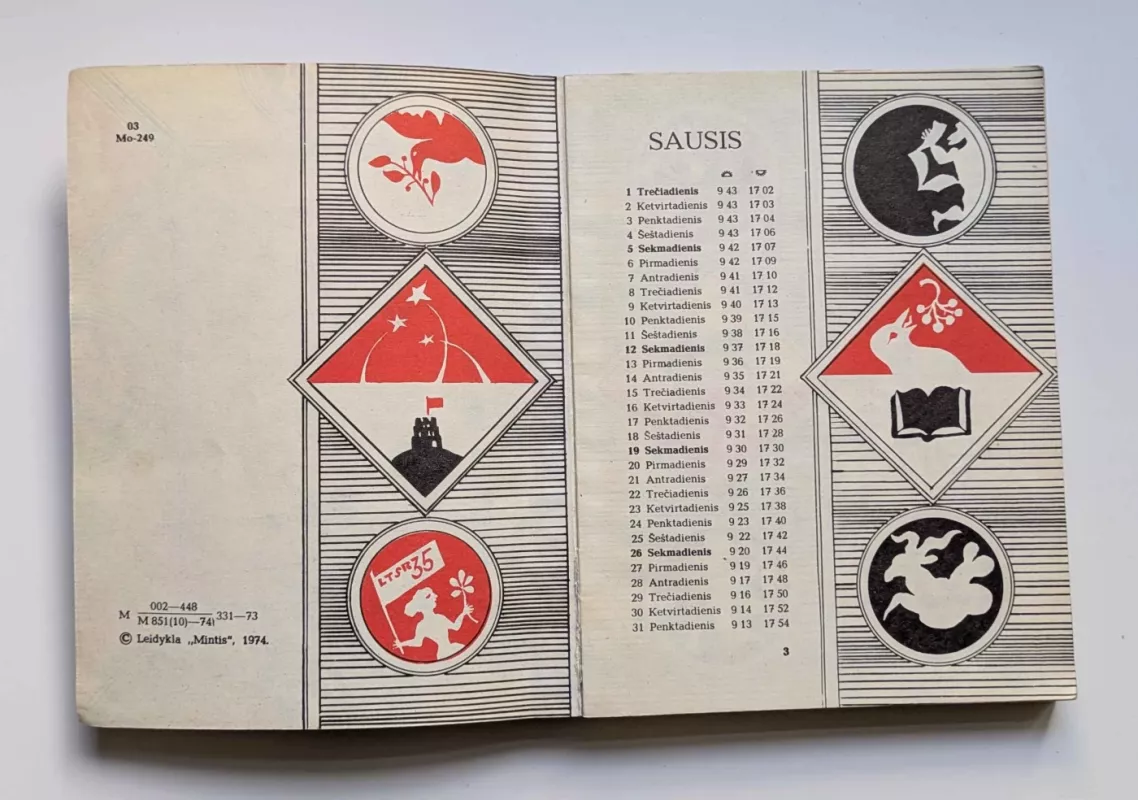 03
Mo-249
LTSR 35
M 002—448
M 851(10)—74) 331—73
© Leidykla „Mintis", 1974.
SAUSIS
1 Trečiadienis 9 43 17 02
2 Ketvirtadienis 9 43 17 03
3 Penktadienis 9 43 17 04
4 Šeštadienis 9 43 17 06
5 Sekmadienis 9 42 17 07
6 Pirmadienis 9 42 17 09
7 Antradienis 9 41 17 10
8 Trečiadienis 9 41 17 12
9 Ketvirtadienis 9 40 17 13
10 Penktadienis 9 39 17 15
11 Šeštadienis 9 38 17 16
12 Sekmadienis 9 37 17 18
13 Pirmadienis 9 36 17 19
14 Antradienis 9 35 17 21
15 Trečiadienis 9 34 17 22
16 Ketvirtadienis 9 33 17 24
17 Penktadienis 9 32 17 26
18 Šeštadienis 9 31 17 28
19 Sekmadienis 9 30 17 30
20 Pirmadienis 9 29 17 32
21 Antradienis 9 27 17 34
22 Trečiadienis 9 26 17 36
23 Ketvirtadienis 9 25 17 38
24 Penktadienis 9 23 17 40
25 Šeštadienis 9 22 17 42
26 Sekmadienis 9 20 17 44
27 Pirmadienis 9 19 17 46
28 Antradienis 9 17 17 48
29 Trečiadienis 9 16 17 50
30 Ketvirtadienis 9 14 17 52
31 Penktadienis 9 13 17 54
3